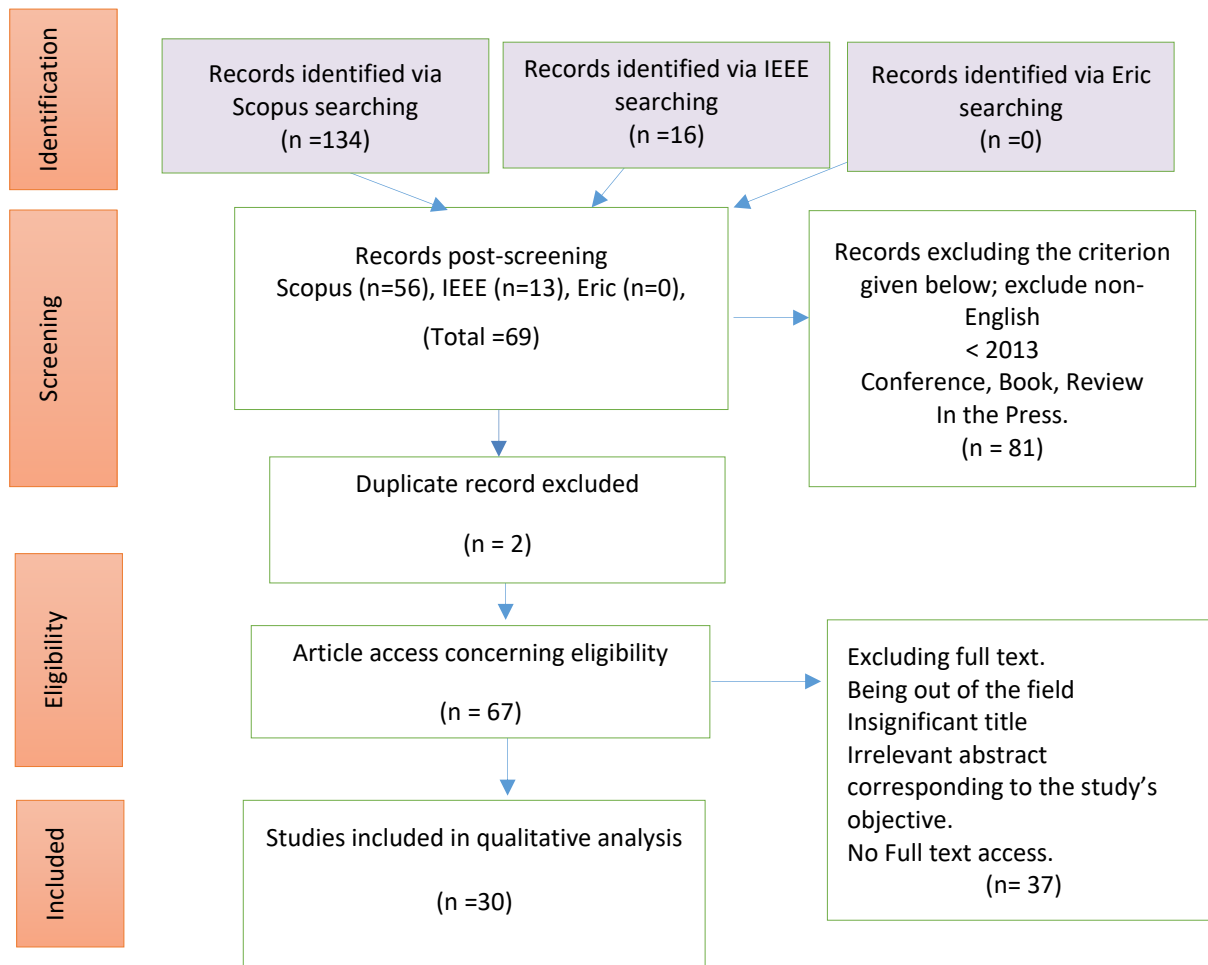 Identification
Records identified via
Scopus searching
(n =134)
Records identified via IEEE
searching
(n =16)
Records identified via Eric
searching
(n =0)
Screening
Records post-screening
Scopus (n=56), IEEE (n=13), Eric (n=0),
(Total =69)
Records excluding the criterion
given below; exclude non-
English
< 2013
Conference, Book, Review
In the Press.
(n = 81)
Duplicate record excluded
(n = 2)
Eligibility
Article access concerning eligibility
(n = 67)
Excluding full text.
Being out of the field
Insignificant title
Irrelevant abstract
corresponding to the study’s
objective.
No Full text access.
(n= 37)
Included
Studies included in qualitative analysis
(n =30)